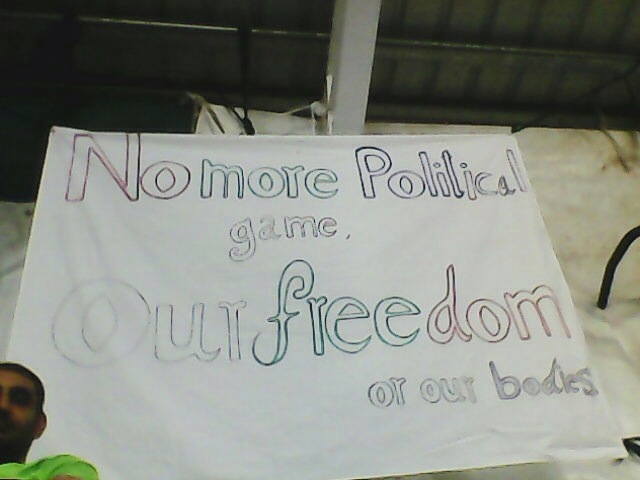 No more Political
game.
Our freedom
or our bodies